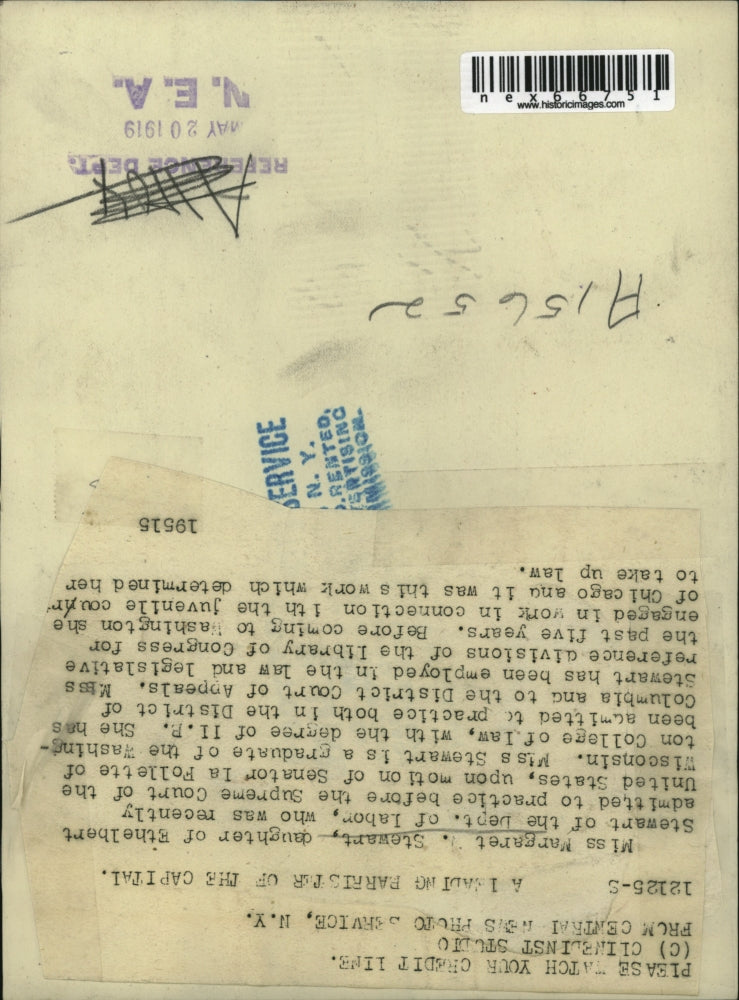 PLEASE WATCH YOUR CREDIT LINE.
(C) CLINEDINST STUDIO
FROM CENTRAL NEWS PHOTO SERVICE, N.Y.
12125-S A LEADING BARRISTER OF THE CAPITAL.
Miss Margaret . Stewart, daughter of Ethelbert
Stewart of the Dept. of Labor, who was recently
admitted to practice before the Supreme Court of the
United States, upon motion of Senator La Follette of
Wisconsin. Miss Stewart is a graduate of the Washing-
ton College of Law, with the degree of ll.B. She has
been admitted to practice both in the District of
Columbia and to the District Court of Appeals. Miss
Stewart has been employed in the law and legislative
reference divisions of the Library of Congress for
the past five years. Before coming to Washington she
engaged in work in connection ith the juvenile cour
of Chicago and it was this work which determined her
to take up law.
19515
SERVICE
N. Y.
RENTED,
A15652
REFERENCE DEPT.
MAY 20 1919
N.E.A.
nex66751
www.historicimages.com